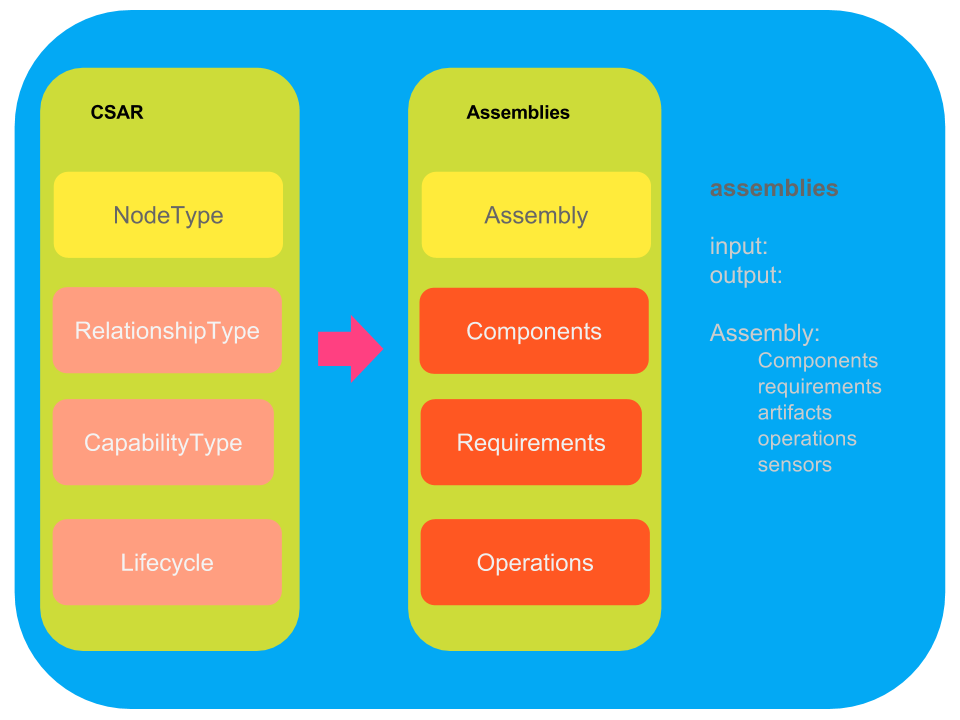 CSAR
NodeType
RelationshipType
CapabilityType
Lifecycle
Assemblies
Assembly
Components
Requirements
Operations
assemblies
input:
output:
Assembly:
Components
requirements
artifacts
operations
sensors